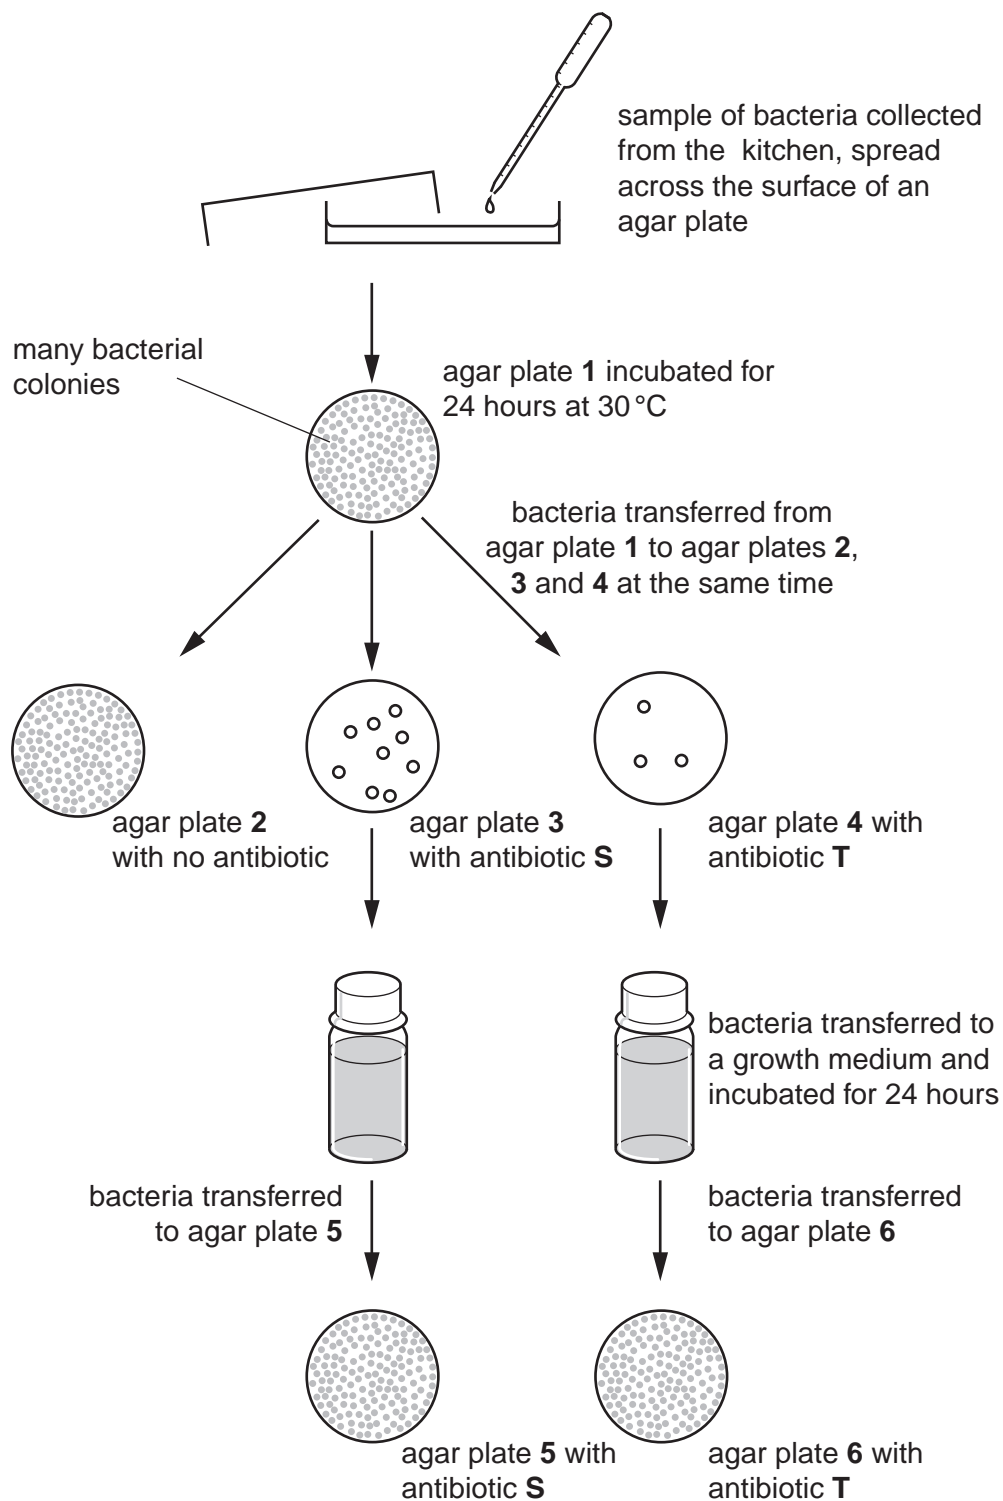 sample of bacteria collected
from the kitchen, spread
across the surface of an
agar plate
many bacterial
colonies
agar plate 1 incubated for
24 hours at 30 °C
bacteria transferred from
agar plate 1 to agar plates 2,
3 and 4 at the same time
agar plate 2
with no antibiotic
agar plate 3
with antibiotic S
agar plate 4 with
antibiotic T
bacteria transferred to
a growth medium and
incubated for 24 hours
bacteria transferred
to agar plate 5
bacteria transferred
to agar plate 6
agar plate 5 with
antibiotic S
agar plate 6 with
antibiotic T